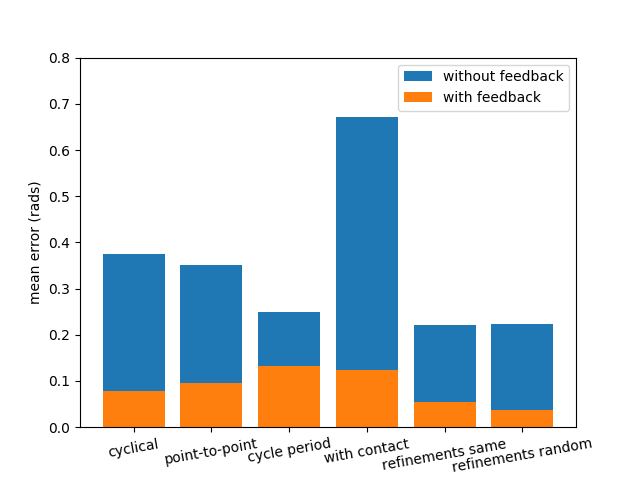 0.8
0.7
0.6
0.5
0.4
0.3
0.2
0.1
0.0
mean error (rads)
without feedback
with feedback
cyclical
point-to-point
cycle period
with contact
refinements same
refinements random